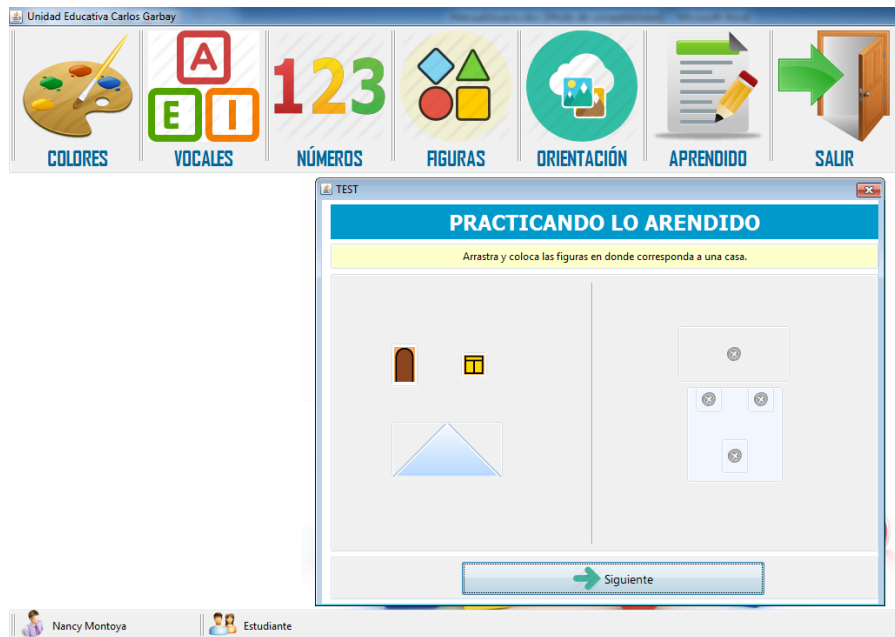 Unidad Educativa Carlos Garbay
A
E I
123
COLORES VOCALES NÚMEROS FIGURAS ORIENTACIÓN APRENDIDO SALIR
TEST
PRACTICANDO LO ARENDIDO
Arrastra y coloca las figuras en donde corresponda a una casa.
Siguiente
Nancy Montoya Estudiante